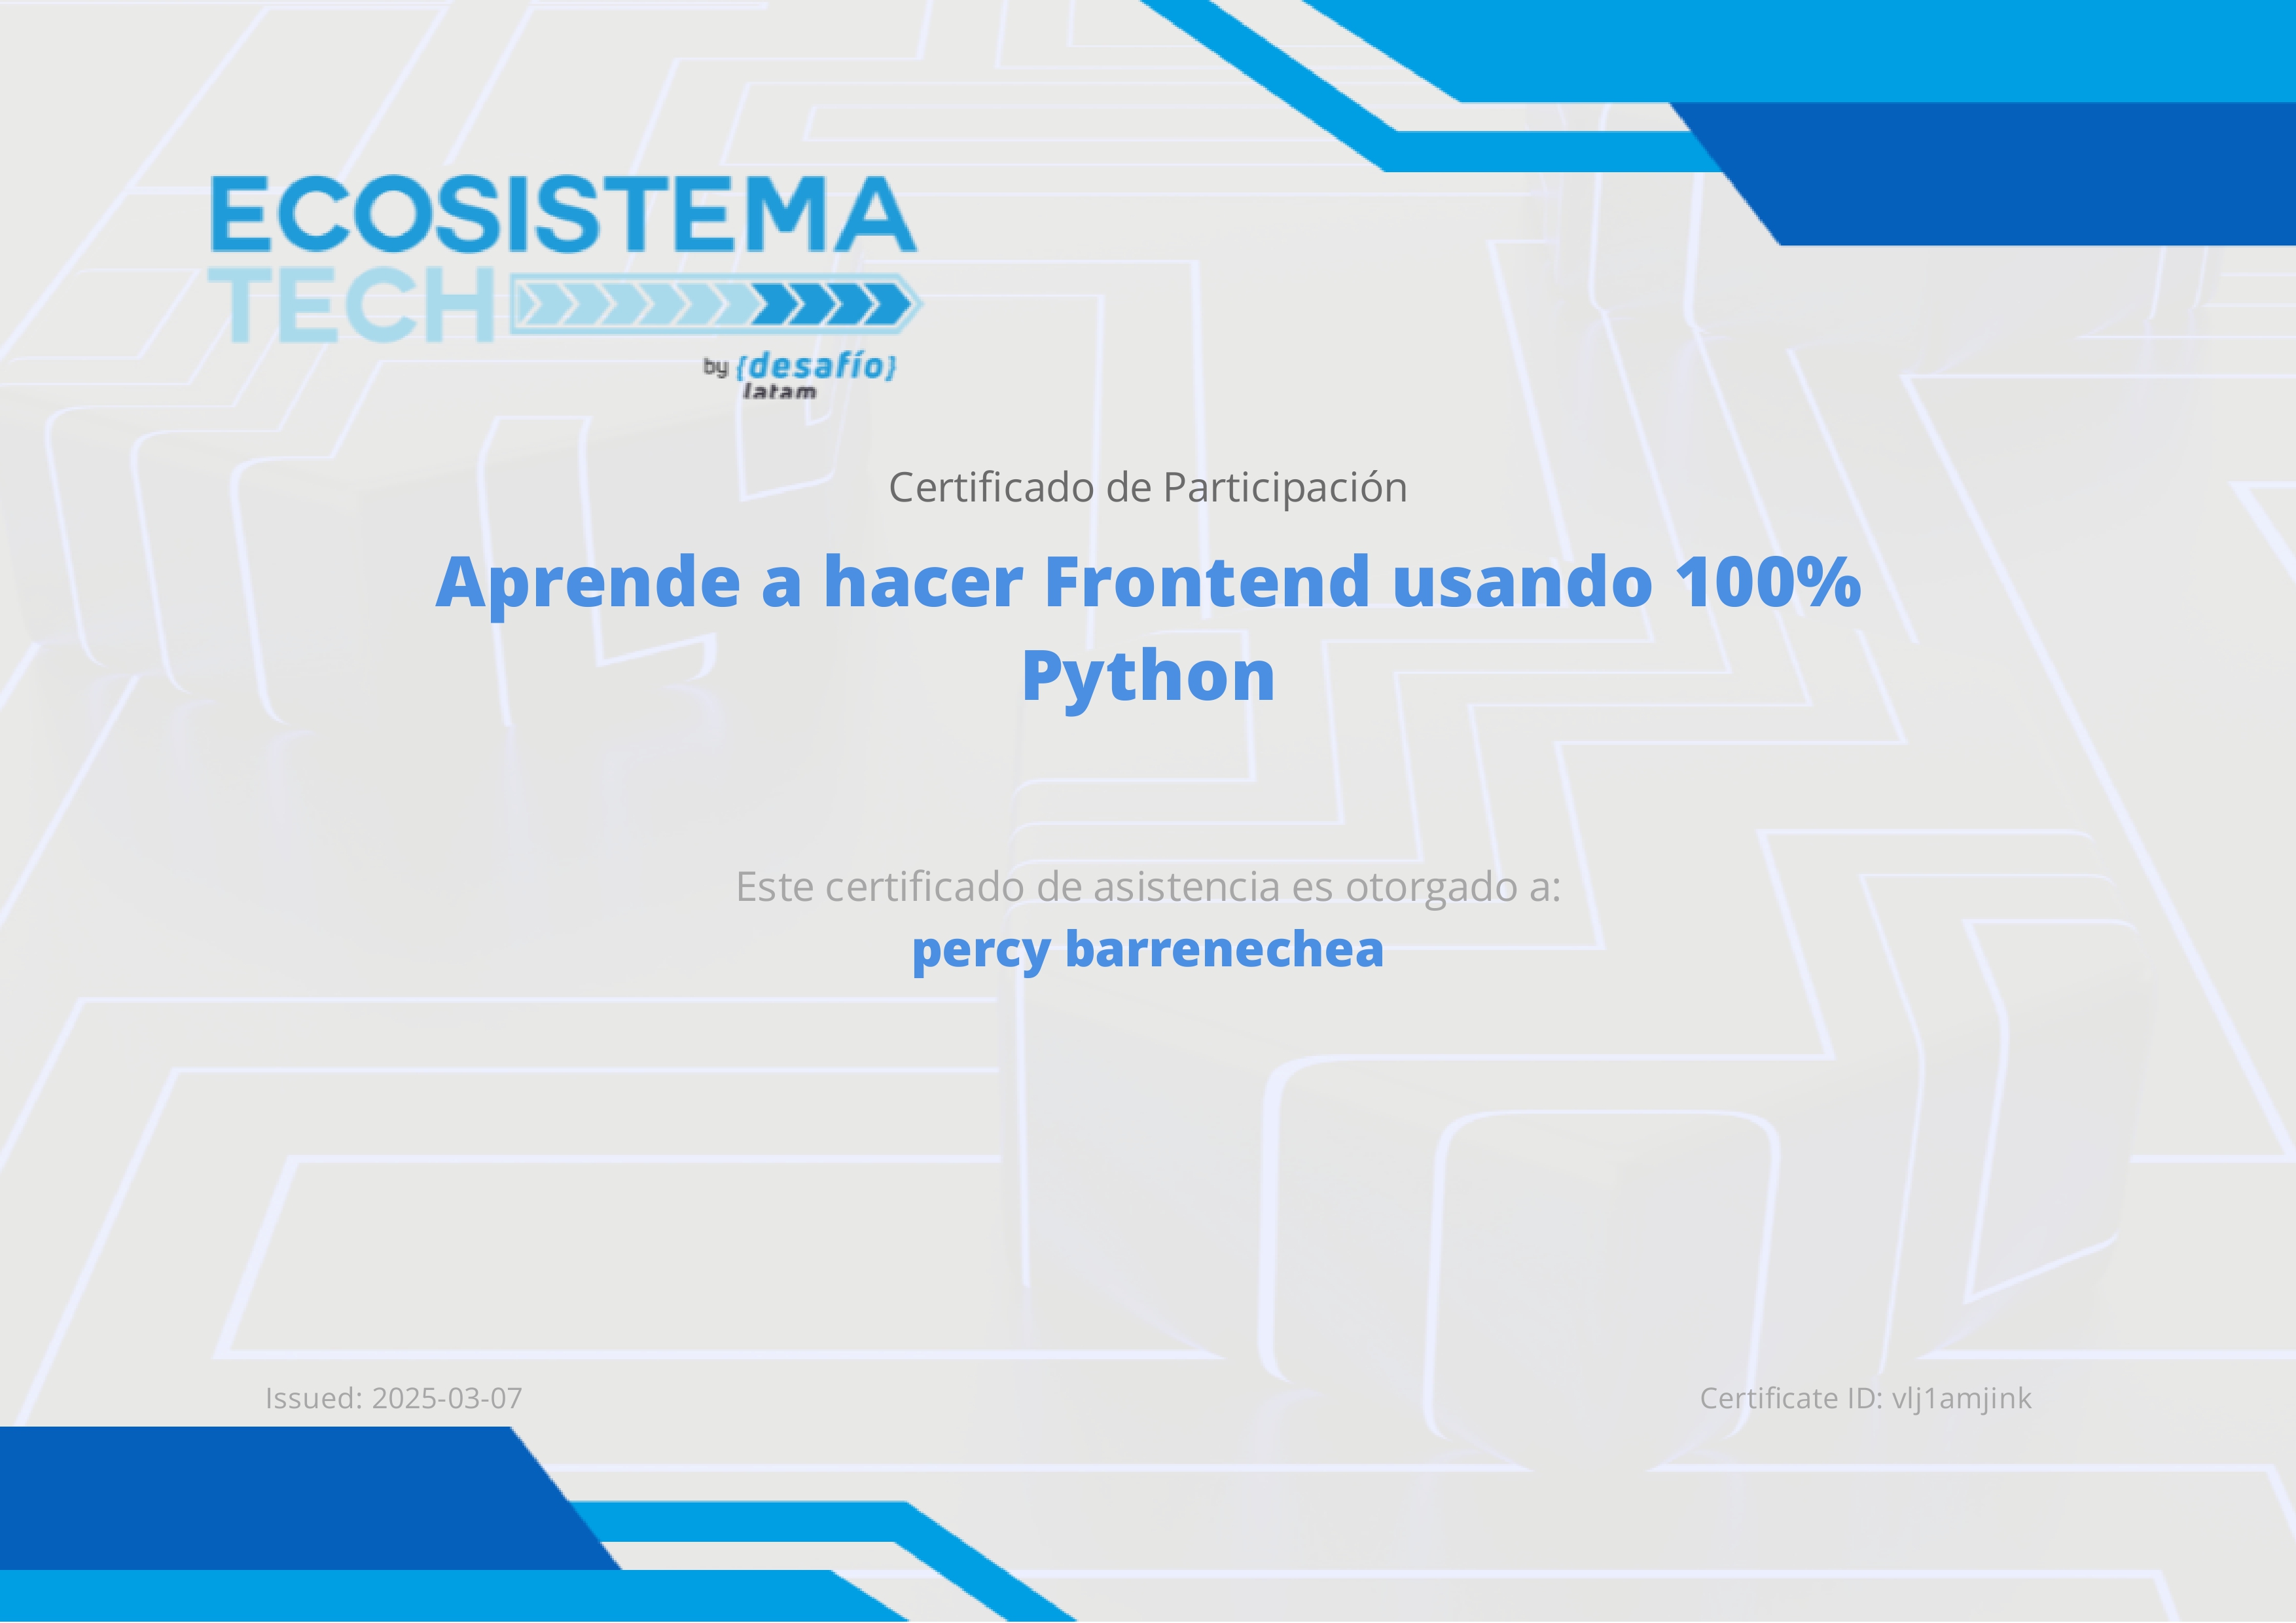 ECOSISTEMA
TECH
by {desafío}
latam
Certificado de Participación
Aprende a hacer Frontend usando 100%
Python
Este certificado de asistencia es otorgado a:
percy barrenechea
Issued: 2025-03-07
Certificate ID: vlj1amjink